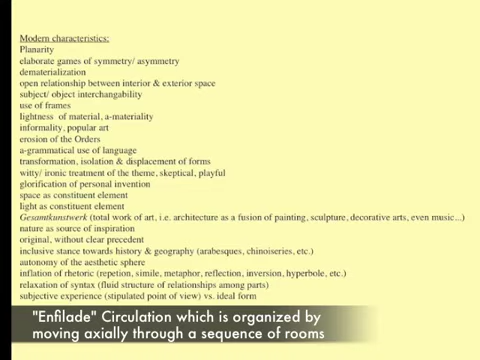 Modern characteristics:
Planarity
elaborate games of symmetry/ asymmetry
dematerialization
open relationship between interior & exterior space
subject/ object interchangability
use of frames
lightness of material, a-materiality
informality, popular art
erosion of the Orders
a-grammatical use of language
transformation, isolation & displacement of forms
witty/ ironic treatment of the theme, skeptical, playful
glorification of personal invention
space as constituent element
light as constituent element
Gesamtkunstwerk (total work of art, i.e. architecture as a fusion of painting, sculpture, decorative arts, even music...)
nature as source of inspiration
original, without clear precedent
inclusive stance towards history & geography (arabesques, chinoiseries, etc.)
autonomy of the aesthetic sphere
inflation of rhetoric (repetion, simile, metaphor, reflection, inversion, hyperbole, etc.)
relaxation of syntax (fluid structure of relationships among parts)
subjective experience (stipulated point of view) vs. ideal form
"Enfilade" Circulation which is organized by
moving axially through a sequence of rooms